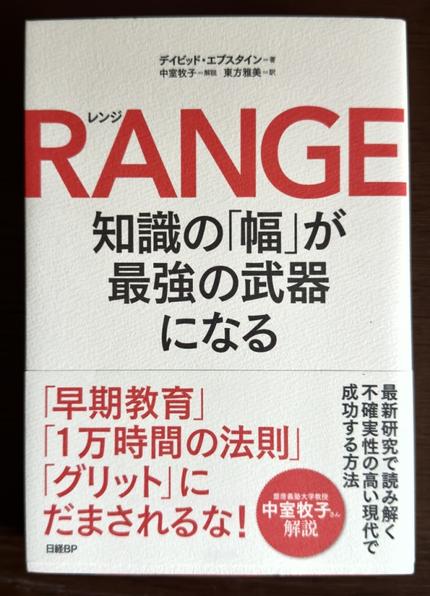 デイビッド・エプスタイン=著
中室牧子=解説 東方雅美=訳
レンジ
RANGE
知識の「幅」が
最強の武器
になる
「早期教育」
「1万時間の法則」
「グリット」に
だまされるな!
最新研究で読み解く
不確実性の高い現代で
成功する方法
慶應義塾大学教授
中室牧子さん
解説
日経BP